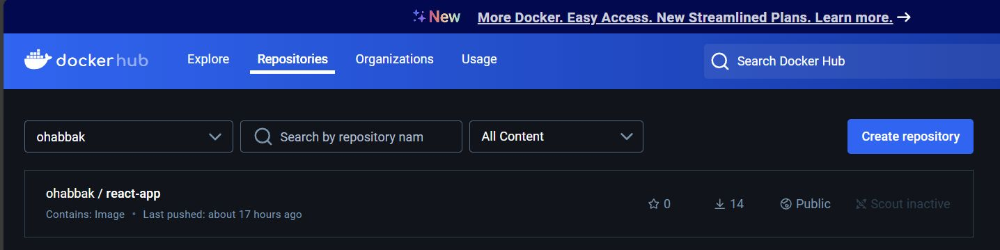 New More Docker. Easy Access. New Streamlined Plans. Learn more.
docker hub Explore Repositories Organizations Usage Search Docker Hub
ohabbak Search by repository nam All Content Create repository
ohabbak / react-app
Contains: Image • Last pushed: about 17 hours ago
0 14 Public Scout inactive